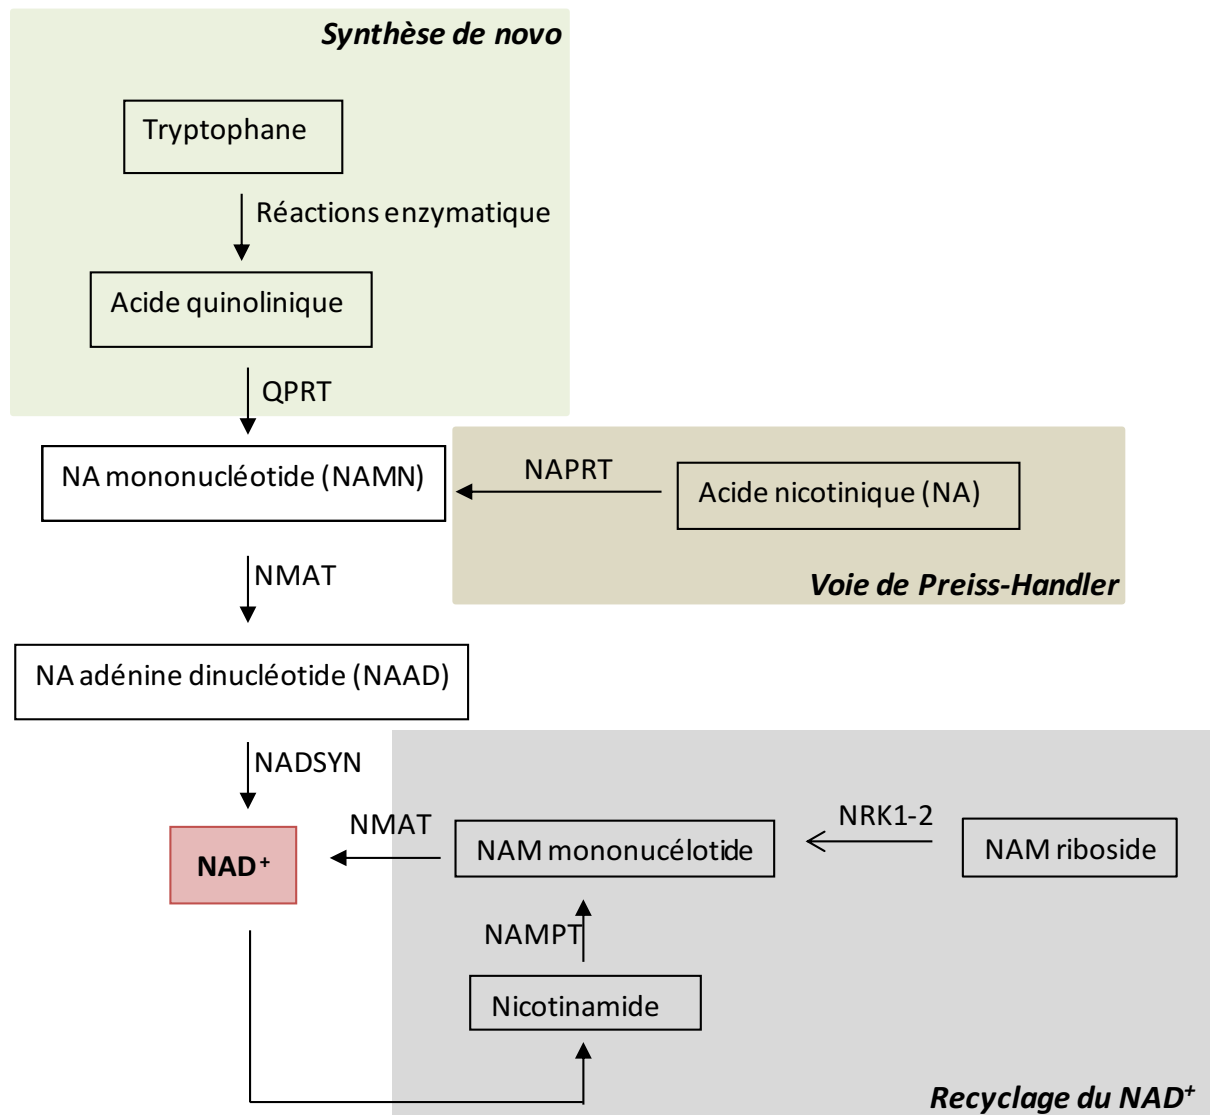 Synthèse de novo
Tryptophane
Réactions enzymatique
Acide quinolinique
QPRT
NA mononucléotide (NAMN)
NAPRT
Acide nicotinique (NA)
NMAT
Voie de Preiss-Handler
NA adénine dinucléotide (NAAD)
NADSYN
NAD⁺
NMAT
NAM mononucélotide
NRK1-2
NAM riboside
NAMPT
Nicotinamide
Recyclage du NAD⁺